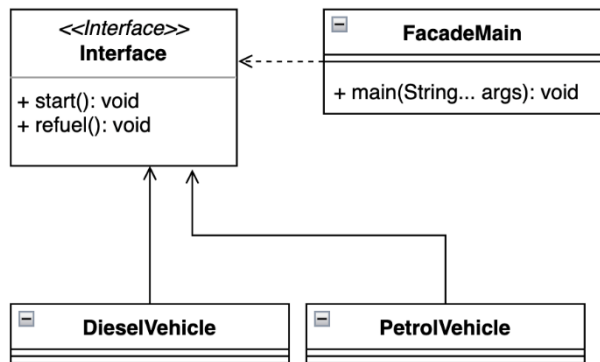 <<Interface>>
Interface
+ start(): void
+ refuel(): void
FacadeMain
+ main(String... args): void
DieselVehicle
PetrolVehicle